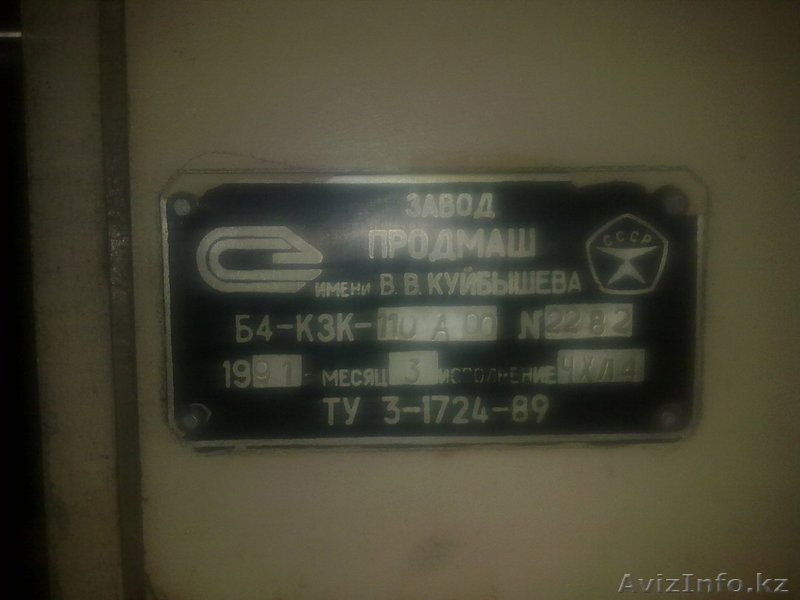 ЗАВОД
ПРОДМАШ
ИМЕНИ В.В.КУЙБЫШЕВА
СССР
Б4-КЗК-110 А 00 N 2282
1991 - МЕСЯЦ 3 ИСПОЛНЕНИЕ УХЛ4
ТУ 3-1724-89
AvizInfo.kz